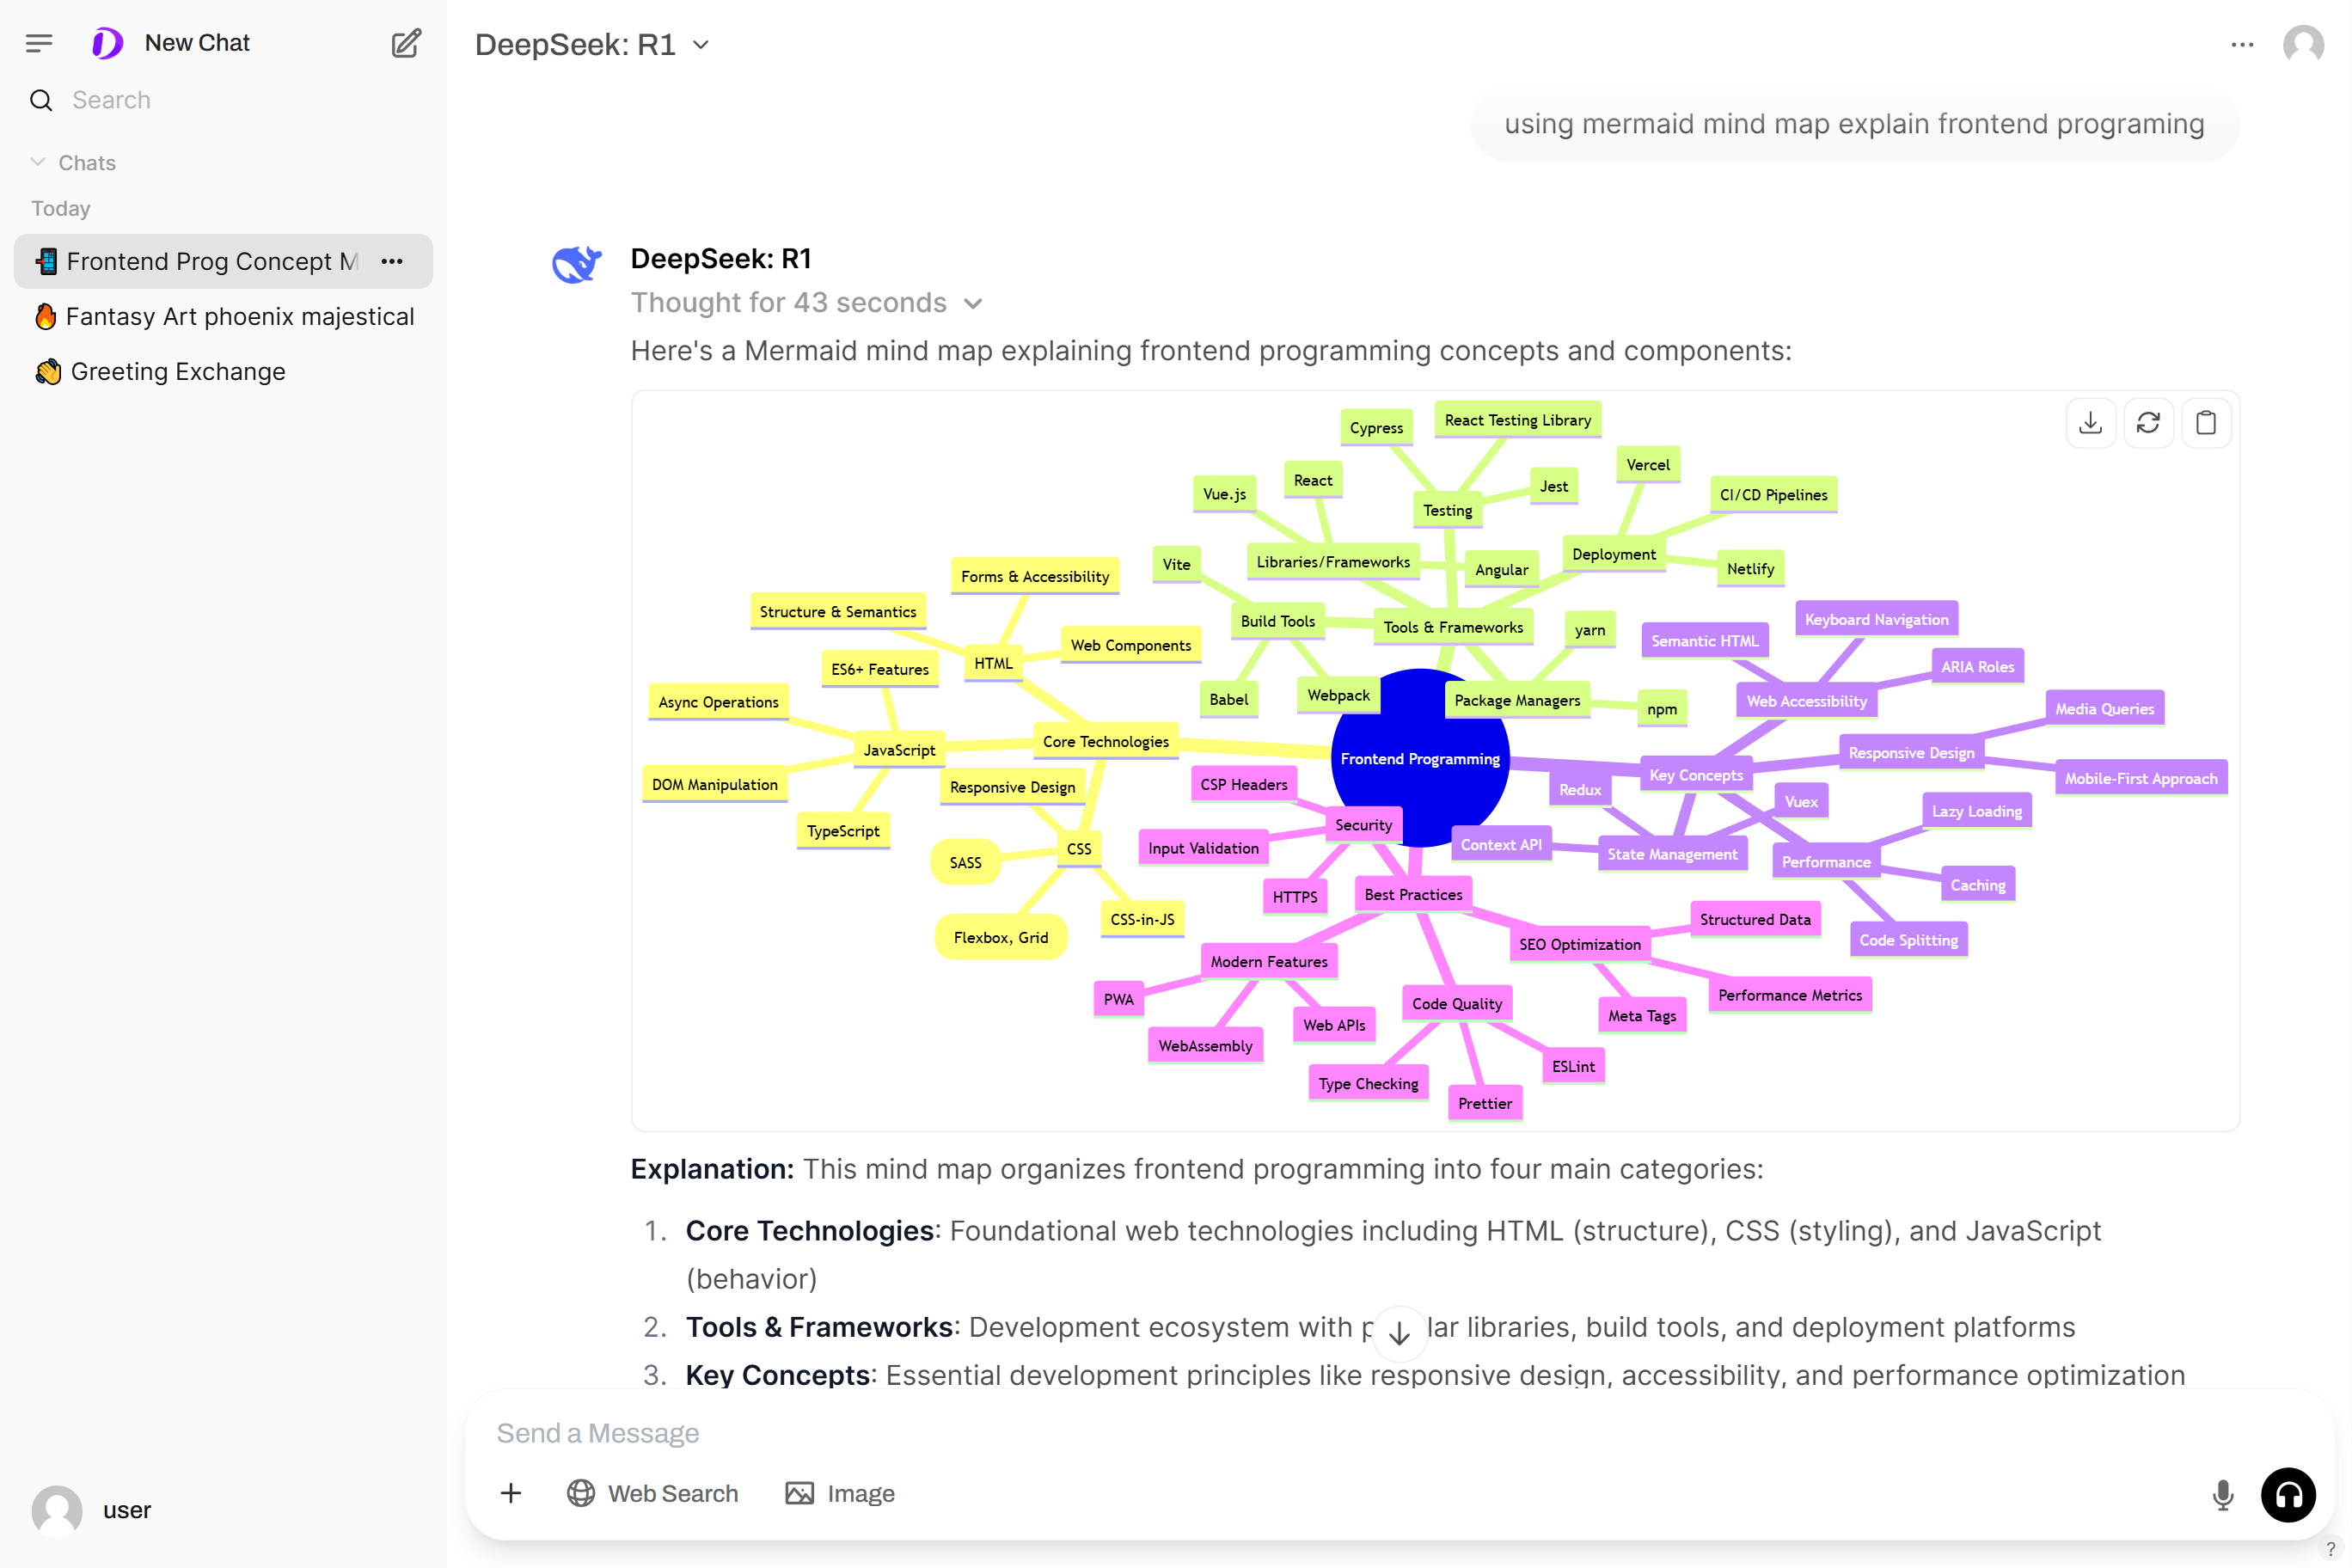 New Chat
Search
Chats
Today
Frontend Prog Concept M
Fantasy Art phoenix majestical
Greeting Exchange
user
DeepSeek: R1
using mermaid mind map explain frontend programing
DeepSeek: R1
Thought for 43 seconds
Here's a Mermaid mind map explaining frontend programming concepts and components:
Cypress
React Testing Library
Vercel
React
Jest
Vue.js
CI/CD Pipelines
Testing
Deployment
Libraries/Frameworks
Vite
Angular
Netlify
Forms & Accessibility
Structure & Semantics
Build Tools
Tools & Frameworks
yarn
Keyboard Navigation
Semantic HTML
Web Components
HTML
ES6+ Features
ARIA Roles
Async Operations
Babel
Webpack
Package Managers
npm
Web Accessibility
Media Queries
Core Technologies
JavaScript
Frontend Programming
Responsive Design
Key Concepts
Mobile-First Approach
DOM Manipulation
Responsive Design
CSP Headers
Redux
Vuex
Lazy Loading
TypeScript
Security
CSS
Input Validation
Context API
State Management
Performance
SASS
Caching
HTTPS
Best Practices
CSS-in-JS
Structured Data
Flexbox, Grid
SEO Optimization
Code Splitting
Modern Features
PWA
Code Quality
Performance Metrics
Web APIs
Meta Tags
WebAssembly
ESLint
Type Checking
Prettier
Explanation: This mind map organizes frontend programming into four main categories:
1. Core Technologies: Foundational web technologies including HTML (structure), CSS (styling), and JavaScript
(behavior)
2. Tools & Frameworks: Development ecosystem with p lar libraries, build tools, and deployment platforms
3. Key Concepts: Essential development principles like responsive design, accessibility, and performance optimization
Send a Message
Web Search
Image
?